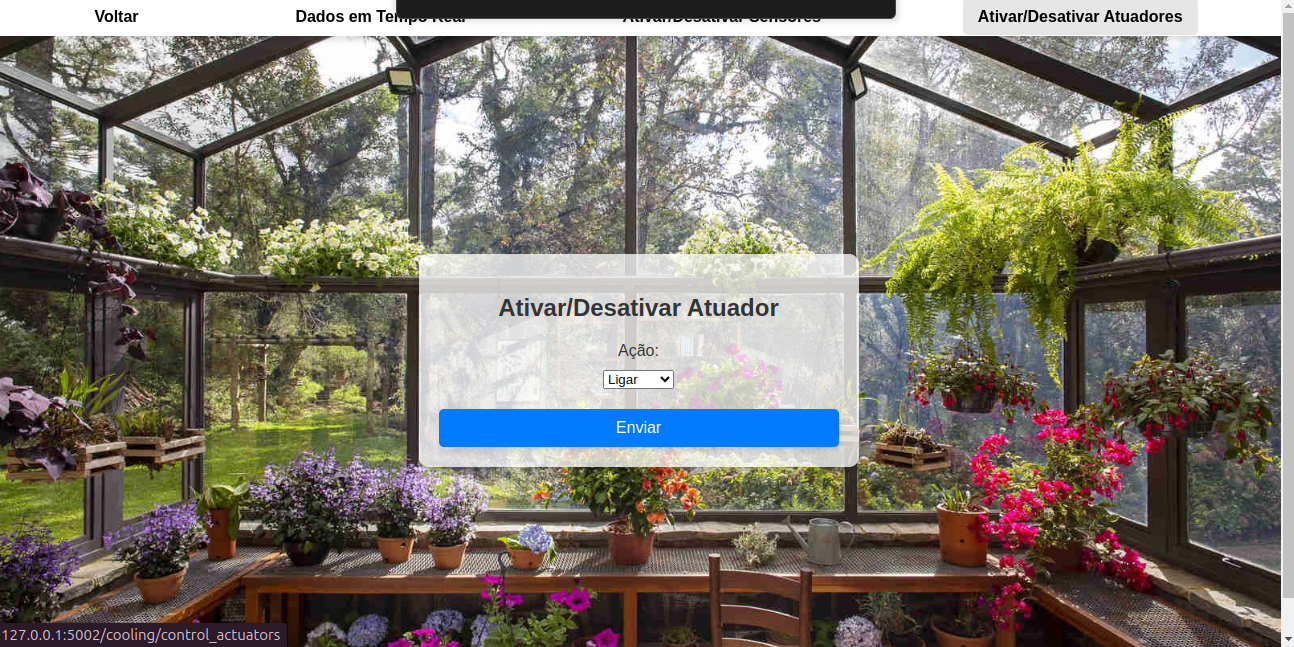 Voltar
Dados em Tempo Real
Ativar/Desativar Sensores
Ativar/Desativar Atuadores
Ativar/Desativar Atuador
Ação:
Ligar
Enviar
127.0.0.1:5002/cooling/control_actuators